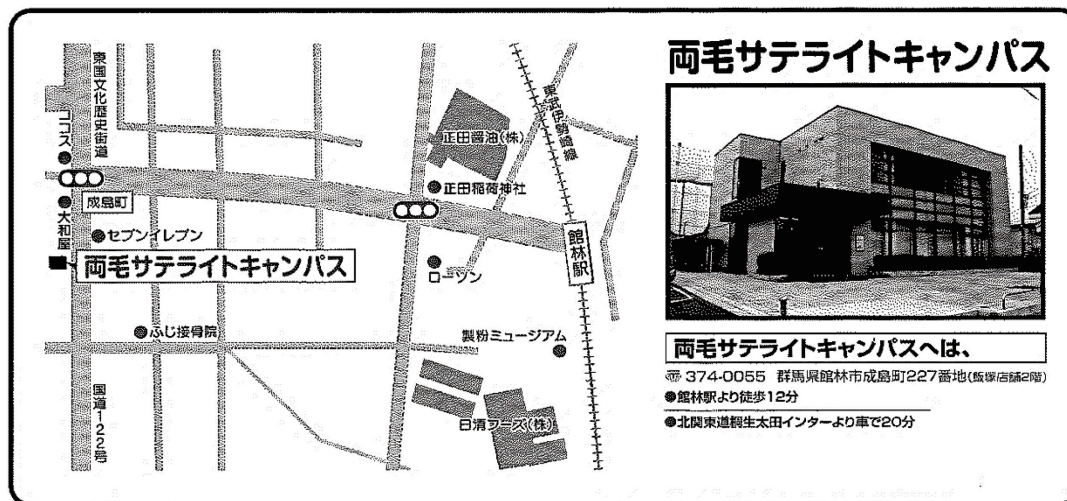 両毛サテライトキャンパス
東国文化歴史街道
ココス
成島町
大和屋
セブンイレブン
両毛サテライトキャンパス
ふじ接骨院
国道122号
正田醤油(株)
東武伊勢崎線
正田稲荷神社
館林駅
ローソン
製粉ミュージアム
日清フーズ(株)
両毛サテライトキャンパスへは、
〠 374-0055 群馬県館林市成島町227番地(飯塚店舗2階)
●館林駅より徒歩12分
●北関東道桐生太田インターより車で20分